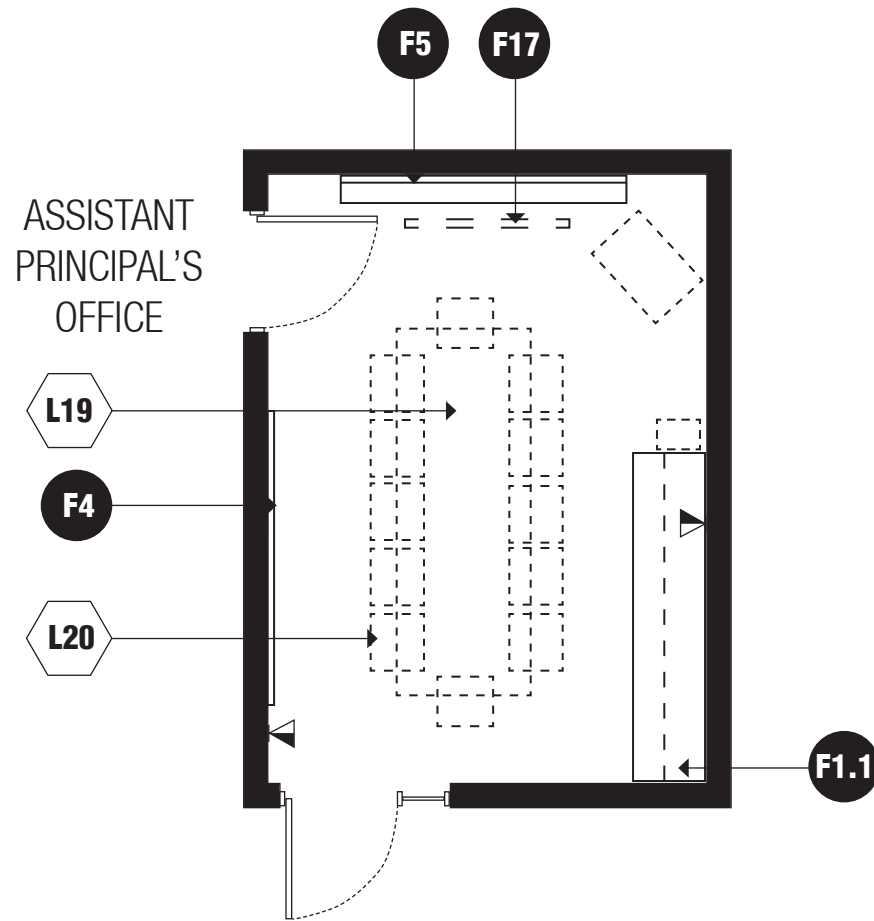 F5 F17
ASSISTANT
PRINCIPAL'S
OFFICE
L19
F4
L20
F1.1